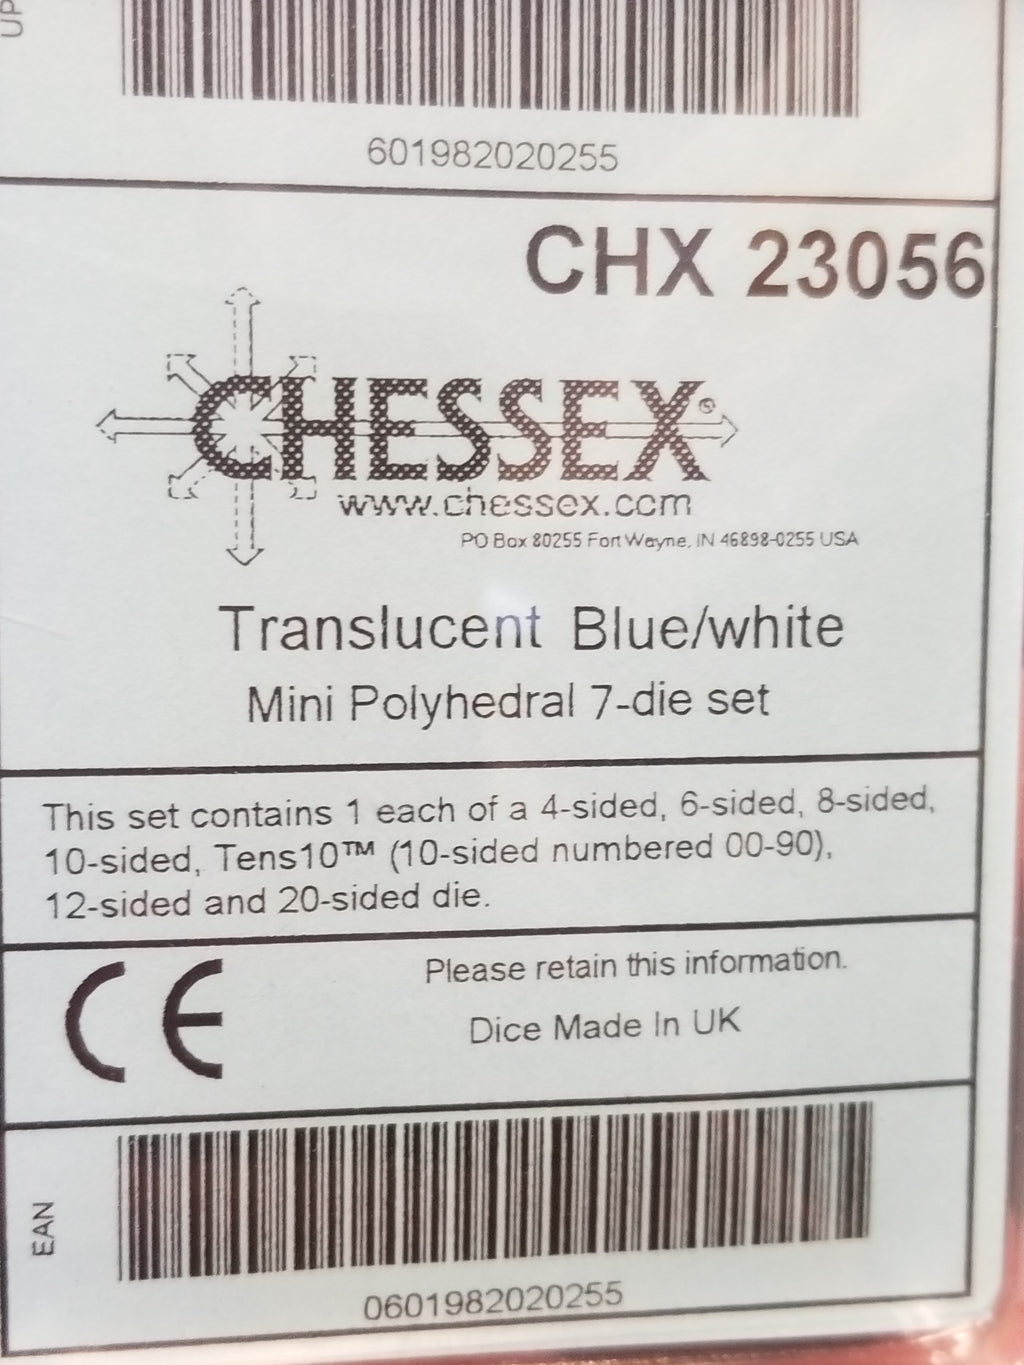 UP
601982020255
CHX 23056
CHESSEX®
www.chessex.com
PO Box 80255 Fort Wayne, IN 46898-0255 USA
Translucent Blue/white
Mini Polyhedral 7-die set
This set contains 1 each of a 4-sided, 6-sided, 8-sided,
10-sided, Tens10™ (10-sided numbered 00-90),
12-sided and 20-sided die.
CE
Please retain this information.
Dice Made In UK
EAN
0601982020255